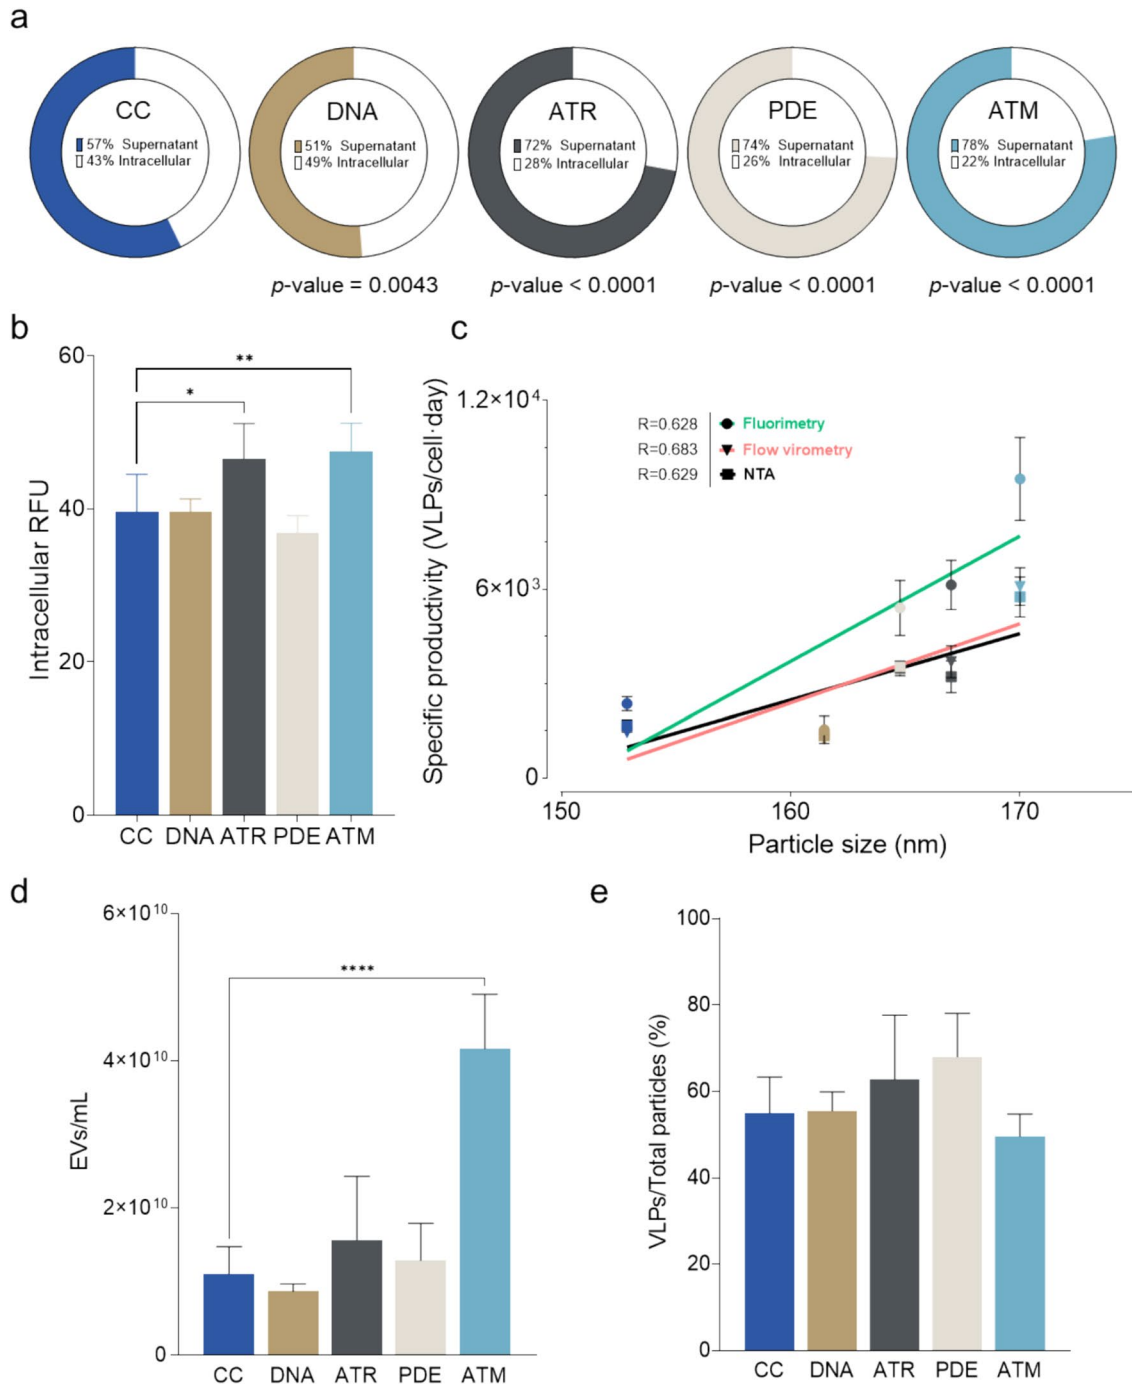 a
CC
57% Supernatant
43% Intracellular
DNA
51% Supernatant
49% Intracellular
ATR
72% Supernatant
28% Intracellular
PDE
74% Supernatant
26% Intracellular
ATM
78% Supernatant
22% Intracellular
p-value = 0.0043
p-value < 0.0001
p-value < 0.0001
p-value < 0.0001
b
Intracellular RFU
60
40
20
0
**
*
CC DNA ATR PDE ATM
c
Specific productivity (VLPs/cell·day)
1.2×10⁴
6×10³
0
R=0.628 Fluorimetry
R=0.683 Flow virometry
R=0.629 NTA
150 160 170
Particle size (nm)
d
EVs/mL
6×10¹⁰
4×10¹⁰
2×10¹⁰
0
****
CC DNA ATR PDE ATM
e
VLPs/Total particles (%)
100
80
60
40
20
0
CC DNA ATR PDE ATM